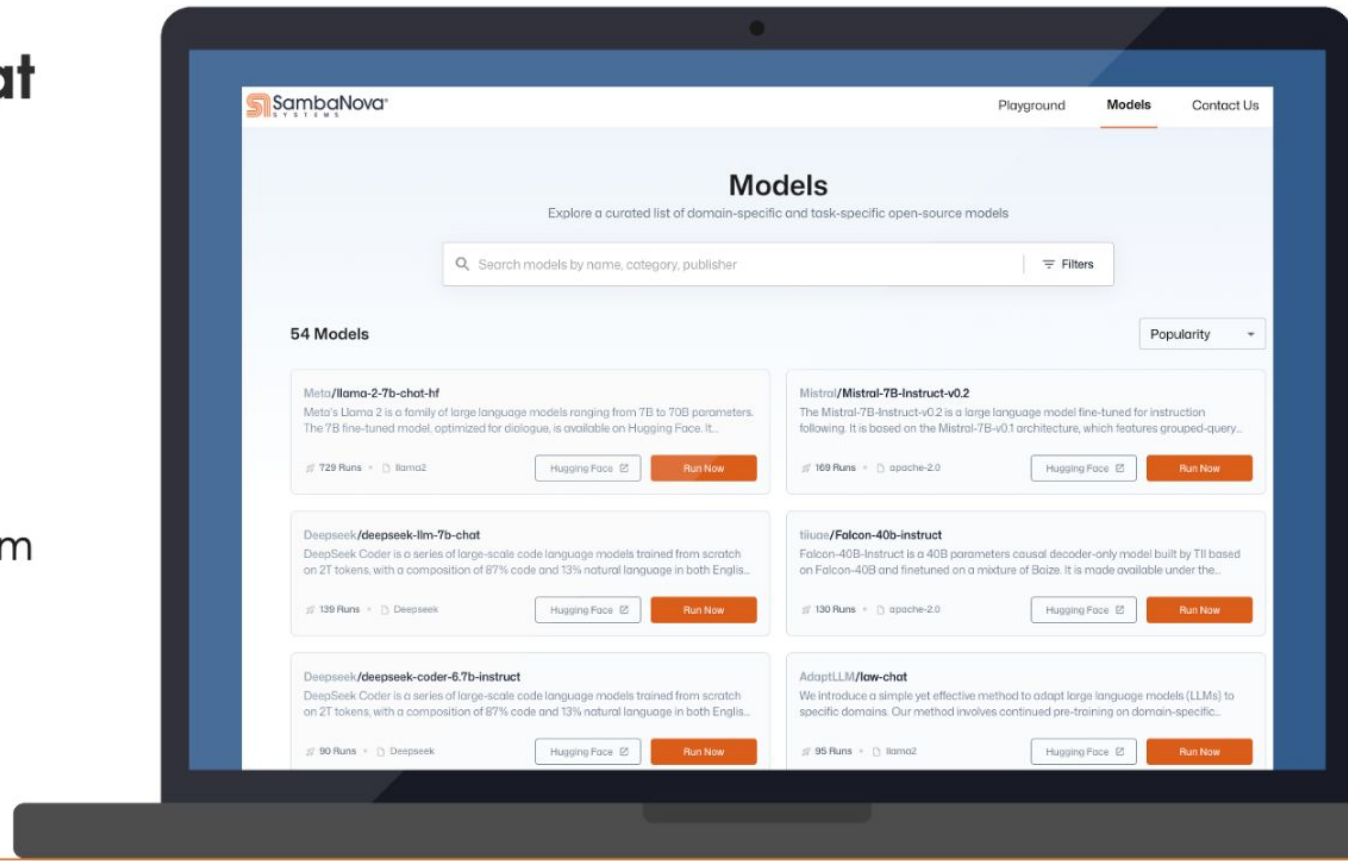 at
m
SambaNova®
SYSTEMS
Playground Models Contact Us
Models
Explore a curated list of domain-specific and task-specific open-source models
Search models by name, category, publisher
Filters
54 Models
Popularity
Meta/llama-2-7b-chat-hf
Meta's Llama 2 is a family of large language models ranging from 7B to 70B parameters.
The 7B fine-tuned model, optimized for dialogue, is available on Hugging Face. It...
729 Runs • llama2
Hugging Face
Run Now
Mistral/Mistral-7B-Instruct-v0.2
The Mistral-7B-Instruct-v0.2 is a large language model fine-tuned for instruction
following. It is based on the Mistral-7B-v0.1 architecture, which features grouped-query...
169 Runs • apache-2.0
Hugging Face
Run Now
Deepseek/deepseek-llm-7b-chat
DeepSeek Coder is a series of large-scale code language models trained from scratch
on 2T tokens, with a composition of 87% code and 13% natural language in both Englis...
139 Runs • Deepseek
Hugging Face
Run Now
tiiuae/Falcon-40b-instruct
Falcon-40B-Instruct is a 40B parameters causal decoder-only model built by TII based
on Falcon-40B and finetuned on a mixture of Baize. It is made available under the...
130 Runs • apache-2.0
Hugging Face
Run Now
Deepseek/deepseek-coder-6.7b-instruct
DeepSeek Coder is a series of large-scale code language models trained from scratch
on 2T tokens, with a composition of 87% code and 13% natural language in both Englis...
90 Runs • Deepseek
Hugging Face
Run Now
AdaptLLM/law-chat
We introduce a simple yet effective method to adapt large language models (LLMs) to
specific domains. Our method involves continued pre-training on domain-specific...
95 Runs • llama2
Hugging Face
Run Now